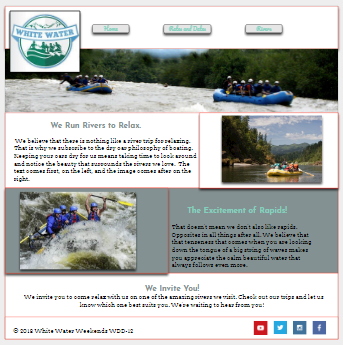 WHITE WATER
Home
Rates and Dates
Rivers
We Run Rivers to Relax.
We believe that there is nothing like a river trip for relaxing.
That is why we subscribe to the dry oar philosophy of boating.
Keeping your oars dry for us means taking time to look around
and notice the beauty that surrounds the rivers we love. The
text comes first, on the left, and the image comes after on the
right.
The Excitement of Rapids!
That doesn't mean we don't also like rapids.
Opposites in all things after all. We believe that
that tenseness that comes when you are looking
down the tongue of a big string of waves makes
you appreciate the calm beautiful water that
always follows even more.
We Invite You!
We invite you to come relax with us on one of the amazing rivers we visit. Check out our trips and let us
know which one best suits you. We're waiting to hear from you!
© 2018 White Water Weekends WDD-12